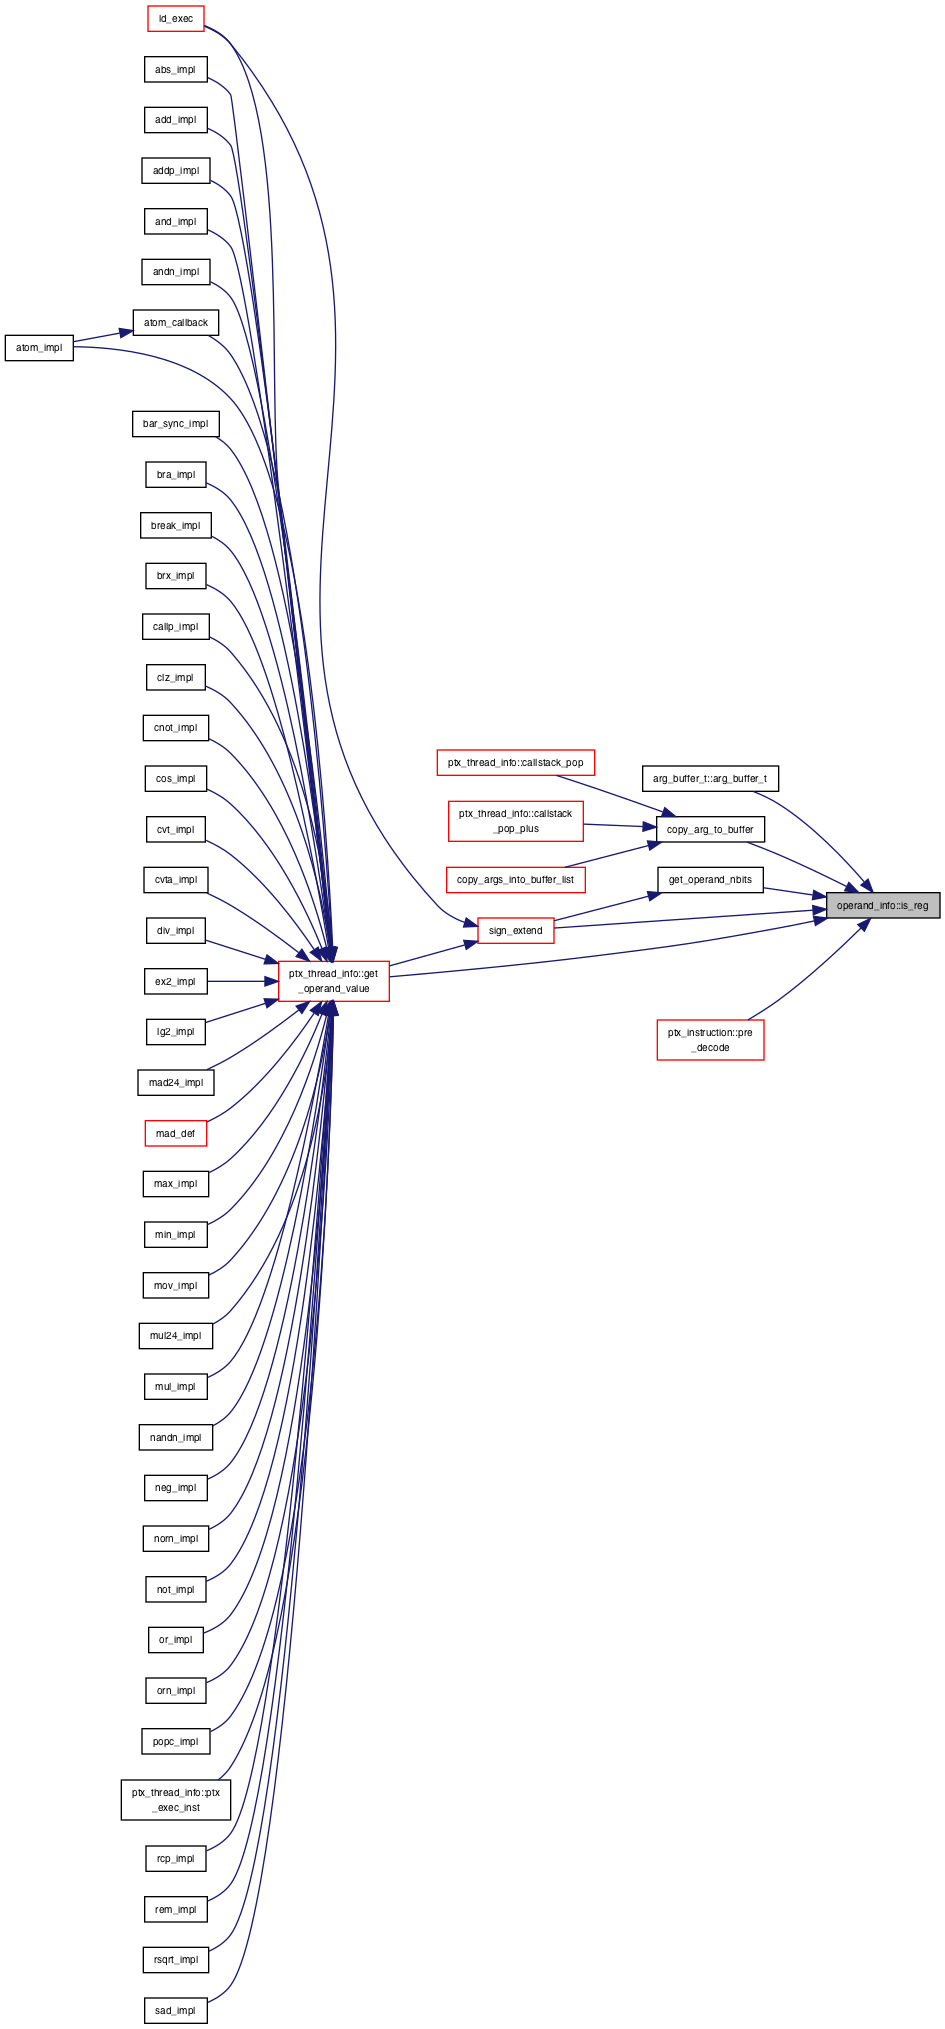 ld_exec
abs_impl
add_impl
addp_impl
and_impl
andn_impl
atom_callback
atom_impl
bar_sync_impl
bra_impl
break_impl
brx_impl
callp_impl
clz_impl
cnot_impl
cos_impl
cvt_impl
cvta_impl
div_impl
ex2_impl
lg2_impl
mad24_impl
mad_def
max_impl
min_impl
mov_impl
mul24_impl
mul_impl
nandn_impl
neg_impl
norn_impl
not_impl
or_impl
orn_impl
popc_impl
ptx_thread_info::ptx
_exec_inst
rcp_impl
rem_impl
rsqrt_impl
sad_impl
ptx_thread_info::get
_operand_value
ptx_thread_info::callstack_pop
ptx_thread_info::callstack
_pop_plus
copy_args_into_buffer_list
sign_extend
arg_buffer_t::arg_buffer_t
copy_arg_to_buffer
get_operand_nbits
ptx_instruction::pre
_decode
operand_info::is_reg